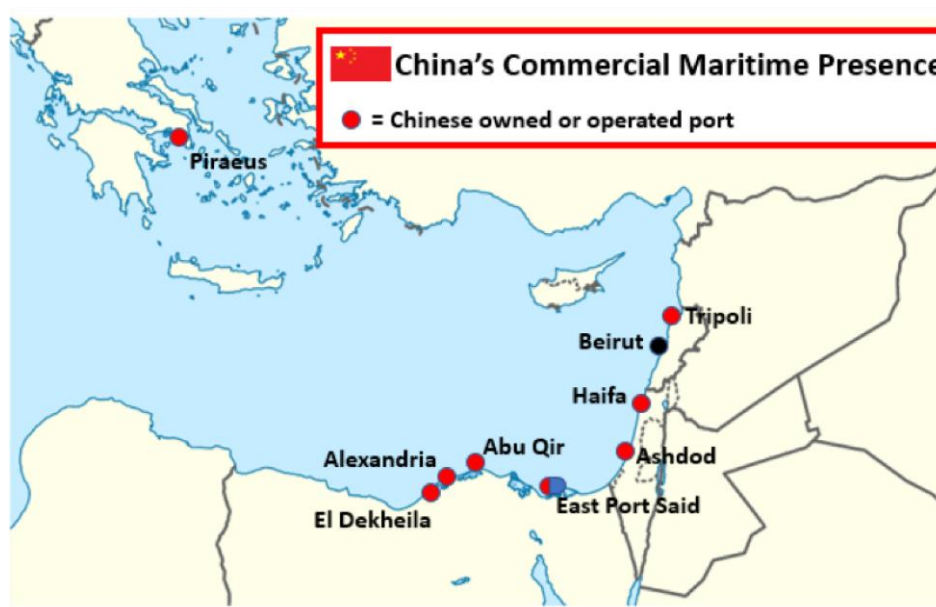 China's Commercial Maritime Presence
= Chinese owned or operated port
Piraeus
Tripoli
Beirut
Haifa
Ashdod
Abu Qir
Alexandria
El Dekheila
East Port Said